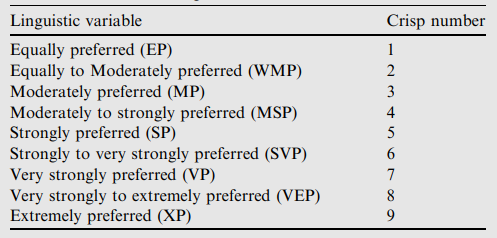 Linguistic variable Crisp number
Equally preferred (EP) 1
Equally to Moderately preferred (WMP) 2
Moderately preferred (MP) 3
Moderately to strongly preferred (MSP) 4
Strongly preferred (SP) 5
Strongly to very strongly preferred (SVP) 6
Very strongly preferred (VP) 7
Very strongly to extremely preferred (VEP) 8
Extremely preferred (XP) 9